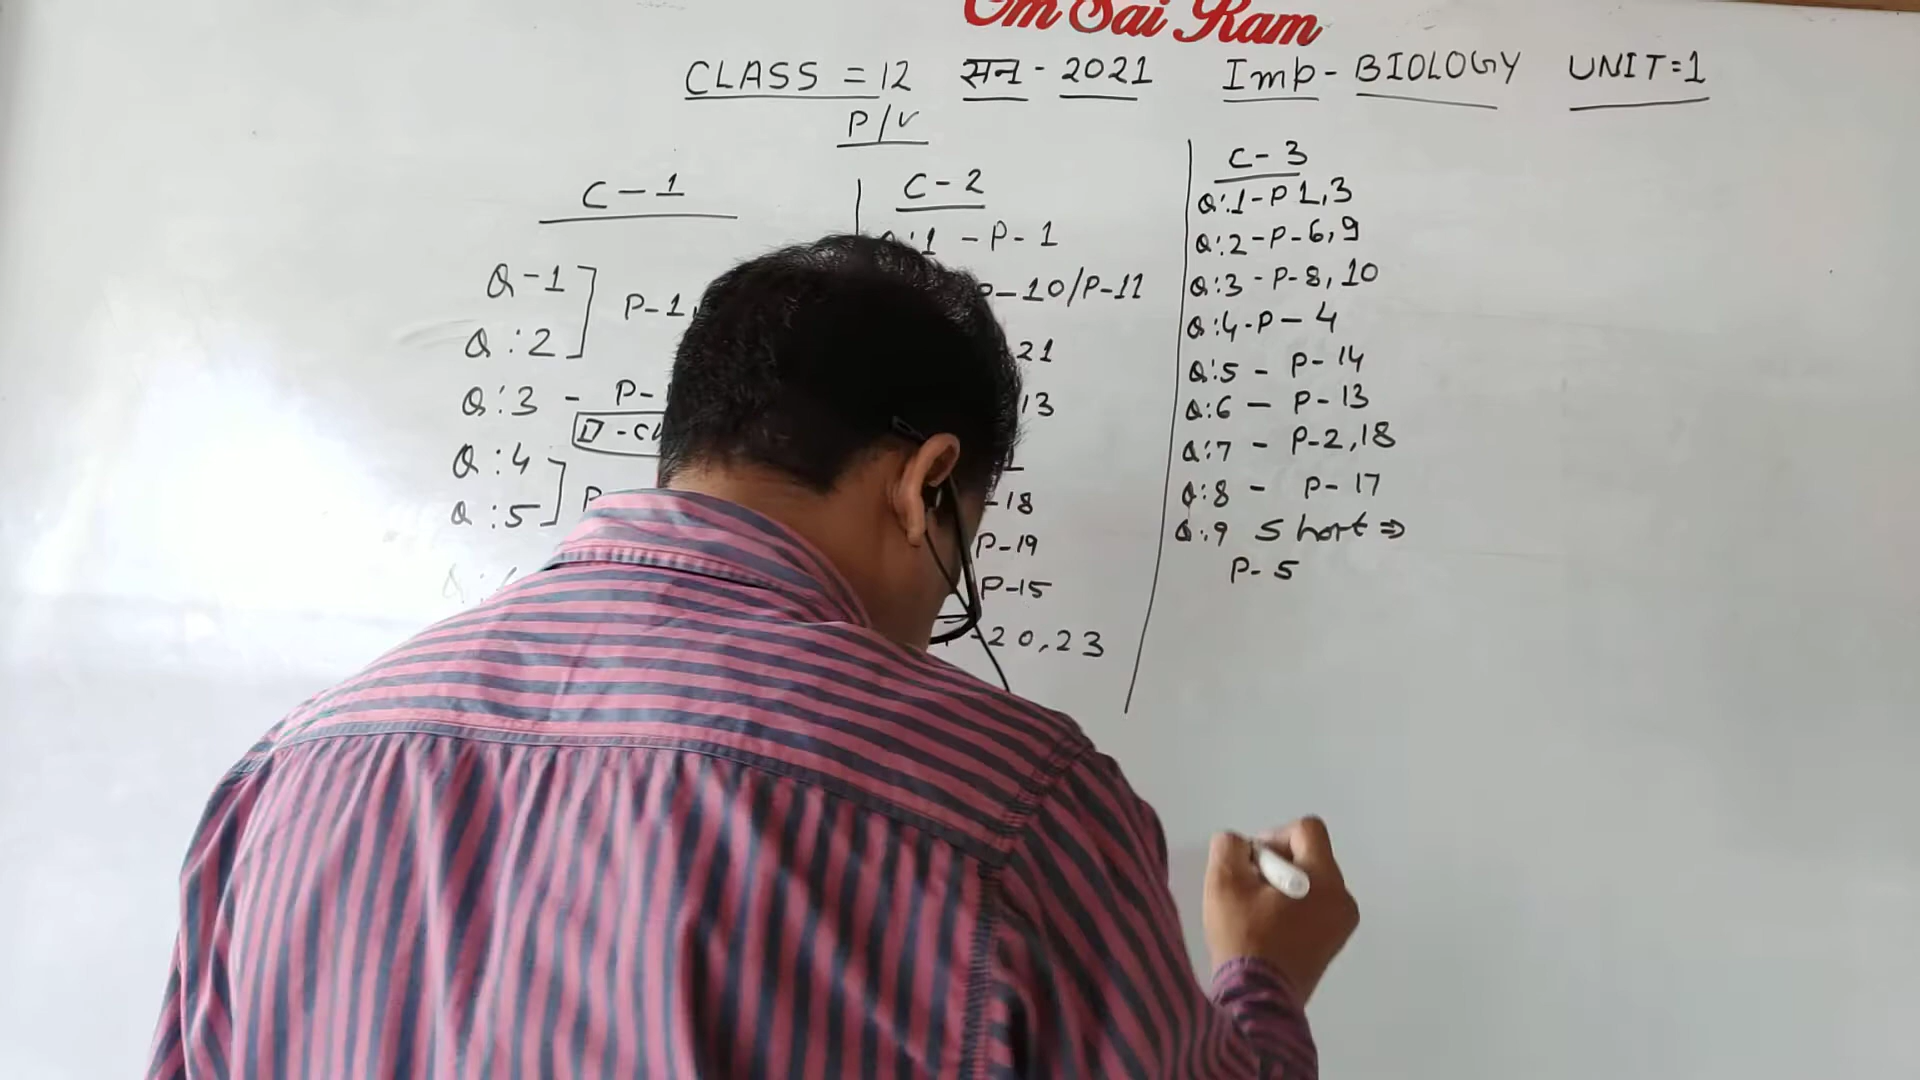 Om Sai Ram
CLASS = 12 सन - 2021 Imp - BIOLOGY UNIT = 1
P/V
C - 1
Q - 1
Q : 2
P - 1,
Q : 3 - P -
Q : 4
Q : 5
C - 2
Q : 1 - P - 1
P - 10/P - 11
21
13
- 18
P - 19
P - 15
- 20, 23
C - 3
Q : 1 - P 1, 3
Q : 2 - P - 6, 9
Q : 3 - P - 8, 10
Q : 4 - P - 4
Q : 5 - P - 14
Q : 6 - P - 13
Q : 7 - P - 2, 18
Q : 8 - P - 17
Q : 9 Short ⇒
P - 5